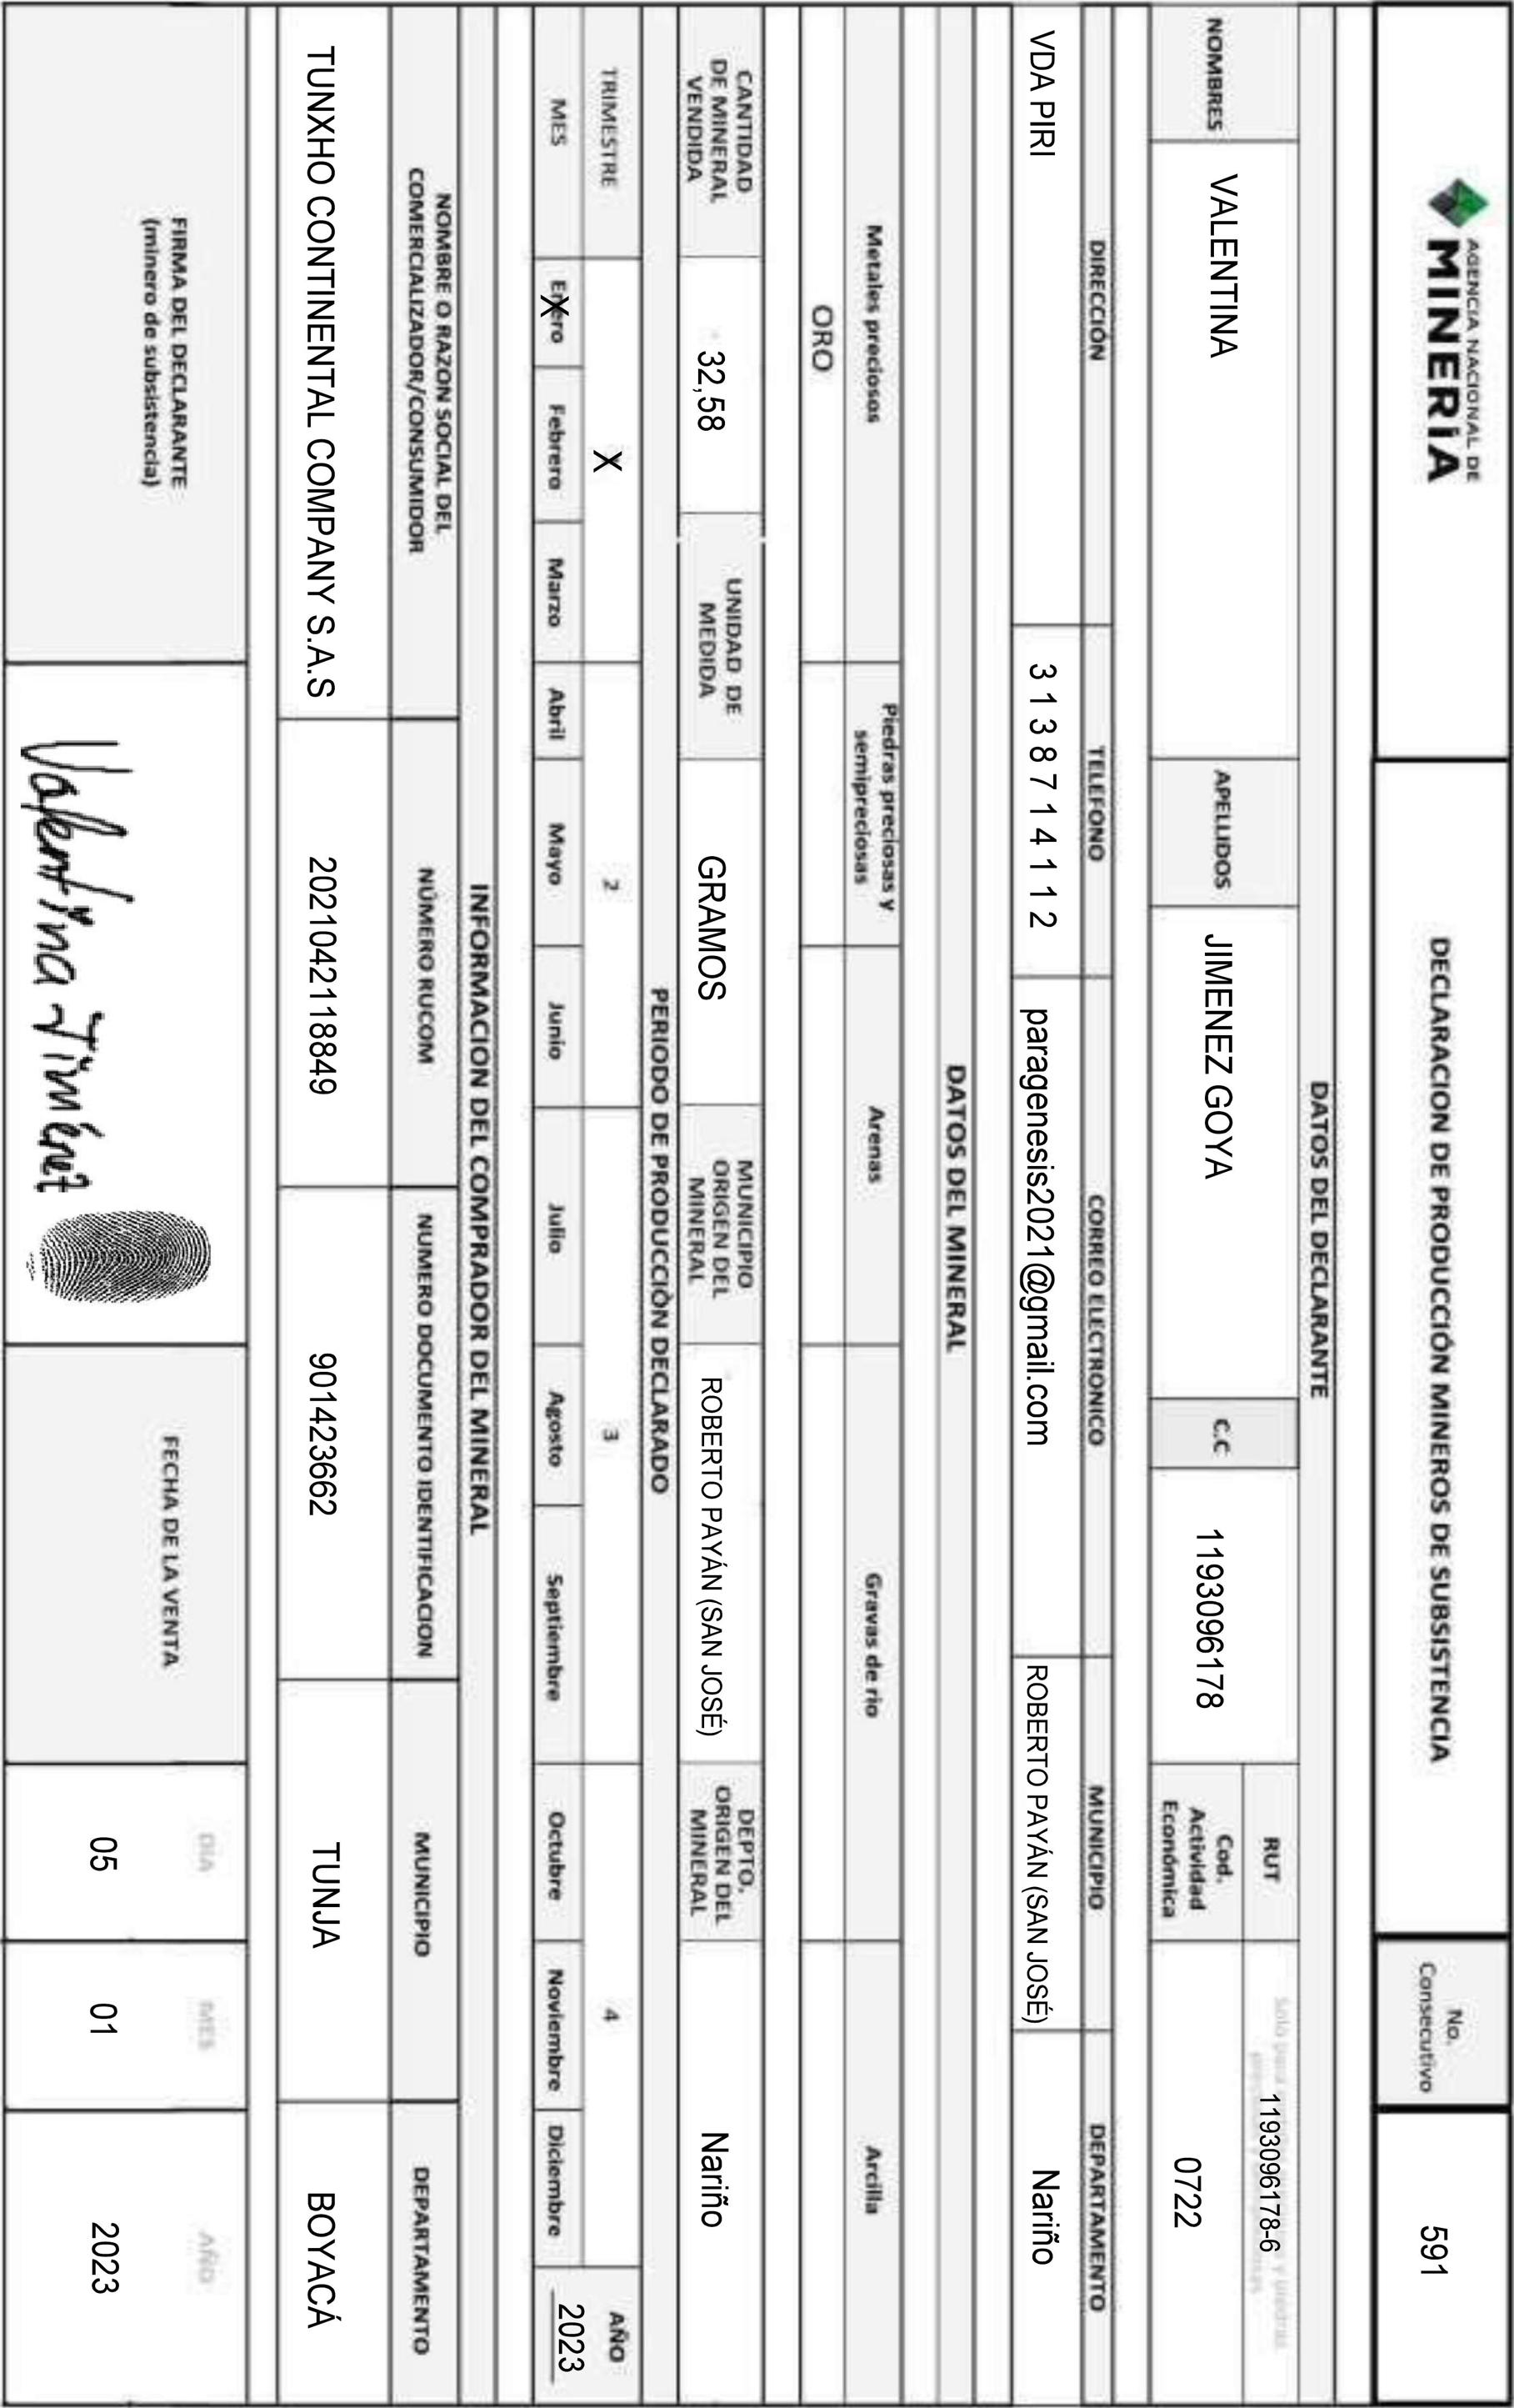 AGENCIA NACIONAL DE
MINERÍA
DECLARACION DE PRODUCCIÓN MINEROS DE SUBSISTENCIA
No.
Consecutivo
591
DATOS DEL DECLARANTE
NOMBRES
VALENTINA
APELLIDOS
JIMENEZ GOYA
C.C
1193096178
RUT
Solo para
1193096178-6
y piedras
Cod.
Actividad
Económica
0722
DIRECCIÓN
TELEFONO
CORREO ELECTRONICO
MUNICIPIO
DEPARTAMENTO
VDA PIRI
3 1 3 8 7 1 4 1 1 2
paragenesis2021@gmail.com
ROBERTO PAYÁN (SAN JOSÉ)
Nariño
DATOS DEL MINERAL
Metales preciosos
Piedras preciosas y
semipreciosas
Arenas
Gravas de rio
Arcilla
ORO
CANTIDAD
DE MINERAL
VENDIDA
32,58
UNIDAD DE
MEDIDA
GRAMOS
MUNICIPIO
ORIGEN DEL
MINERAL
ROBERTO PAYÁN (SAN JOSÉ)
DEPTO.
ORIGEN DEL
MINERAL
Nariño
PERIODO DE PRODUCCIÒN DECLARADO
TRIMESTRE
X
2
3
4
AÑO
MES
Enero
X
Febrero
Marzo
Abril
Mayo
Junio
Julio
Agosto
Septiembre
Octubre
Noviembre
Diciembre
2023
INFORMACION DEL COMPRADOR DEL MINERAL
NOMBRE O RAZON SOCIAL DEL
COMERCIALIZADOR/CONSUMIDOR
NÚMERO RUCOM
NUMERO DOCUMENTO IDENTIFICACION
MUNICIPIO
DEPARTAMENTO
TUNXHO CONTINENTAL COMPANY S.A.S
2021042118849
901423662
TUNJA
BOYACÁ
FIRMA DEL DECLARANTE
(minero de subsistencia)
Valentina Jiménez
FECHA DE LA VENTA
DIA
MES
AÑO
05
01
2023